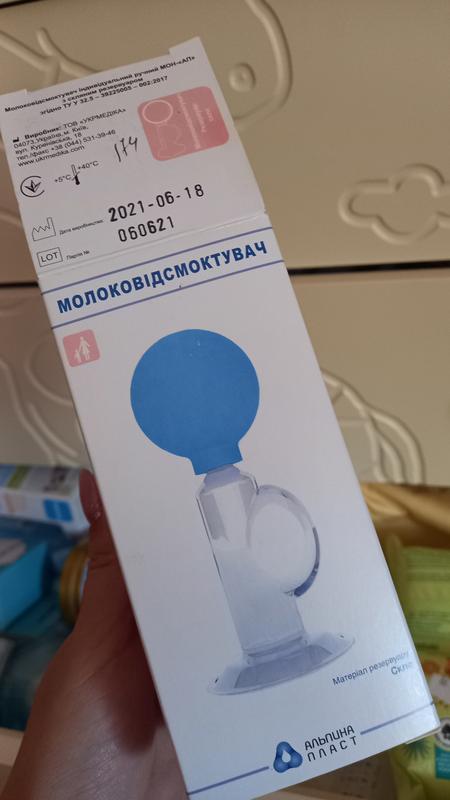 Молоковідсмоктувач індивідуальний ручний МОН-«АП»
з скляним резервуаром
згідно ТУ У 32.5 – 39225005 – 002:2017
Виробник: ТОВ «УКРМЕДИКА»
04073,Україна, м. Київ,
вул. Куренівська, 18
тел./факс +38 (044) 531-39-46
www.ukrmedika.com
174
+5°C
+40°C
Дата виробництва:
2021-06-18
LOT
Партія №
060621
МОЛОКОВІДСМОКТУВАЧ
Матеріал резервуару
Скло
АЛЬПИНА
ПЛАСТ